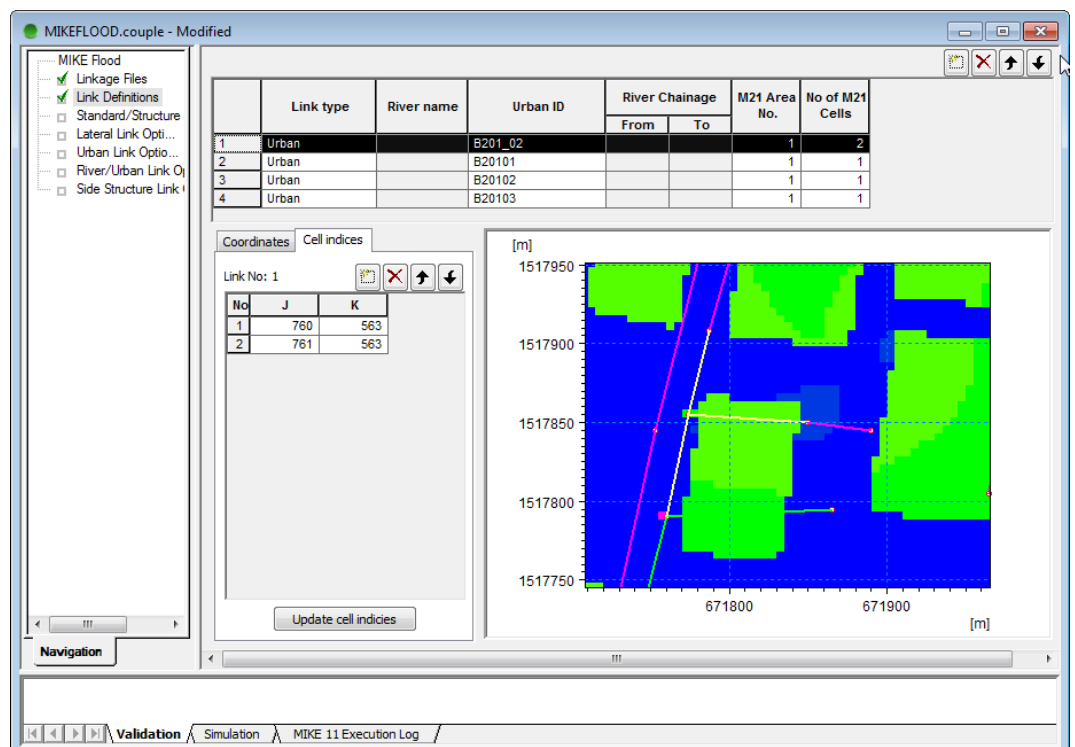 MIKEFLOOD.couple - Modified
MIKE Flood
Linkage Files
Link Definitions
Standard/Structure
Lateral Link Opti...
Urban Link Optio...
River/Urban Link O
Side Structure Link
Navigation
Link type River name Urban ID River Chainage M21 Area No. No of M21 Cells
From To
1 Urban B201_02 1 2
2 Urban B20101 1 1
3 Urban B20102 1 1
4 Urban B20103 1 1
Coordinates Cell indices
Link No: 1
No J K
1 760 563
2 761 563
Update cell indicies
[m]
1517950
1517900
1517850
1517800
1517750
671800 671900
[m]
Validation Simulation MIKE 11 Execution Log